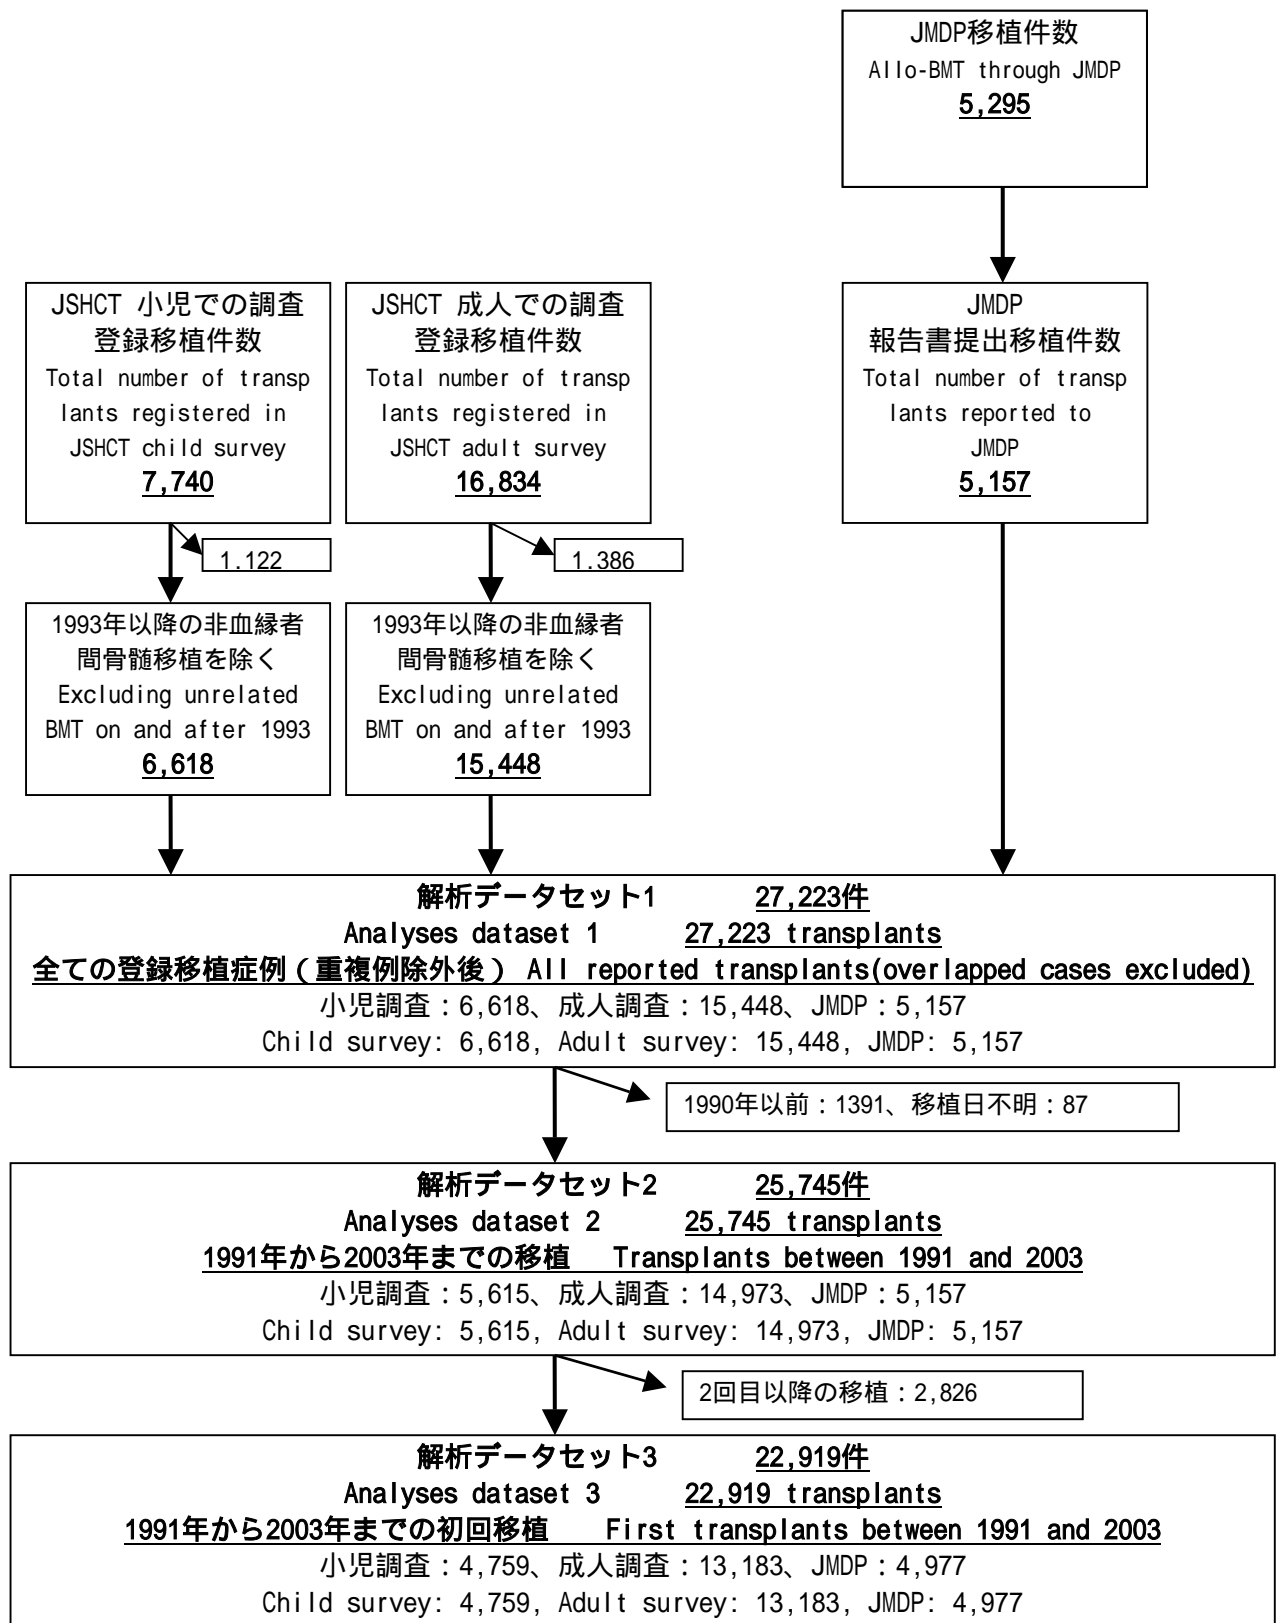 JMDP移植件数
Allo-BMT through JMDP
5,295
JSHCT 小児での調査
登録移植件数
Total number of transp
lants registered in
JSHCT child survey
7,740
JSHCT 成人での調査
登録移植件数
Total number of transp
lants registered in
JSHCT adult survey
16,834
JMDP
報告書提出移植件数
Total number of transp
lants reported to
JMDP
5,157
1.122
1.386
1993年以降の非血縁者
間骨髄移植を除く
Excluding unrelated
BMT on and after 1993
6,618
1993年以降の非血縁者
間骨髄移植を除く
Excluding unrelated
BMT on and after 1993
15,448
解析データセット1 27,223件
Analyses dataset 1 27,223 transplants
全ての登録移植症例（重複例除外後） All reported transplants(overlapped cases excluded)
小児調査：6,618、成人調査：15,448、JMDP：5,157
Child survey: 6,618, Adult survey: 15,448, JMDP: 5,157
1990年以前：1391、移植日不明：87
解析データセット2 25,745件
Analyses dataset 2 25,745 transplants
1991年から2003年までの移植 Transplants between 1991 and 2003
小児調査：5,615、成人調査：14,973、JMDP：5,157
Child survey: 5,615, Adult survey: 14,973, JMDP: 5,157
2回目以降の移植：2,826
解析データセット3 22,919件
Analyses dataset 3 22,919 transplants
1991年から2003年までの初回移植 First transplants between 1991 and 2003
小児調査：4,759、成人調査：13,183、JMDP：4,977
Child survey: 4,759, Adult survey: 13,183, JMDP: 4,977